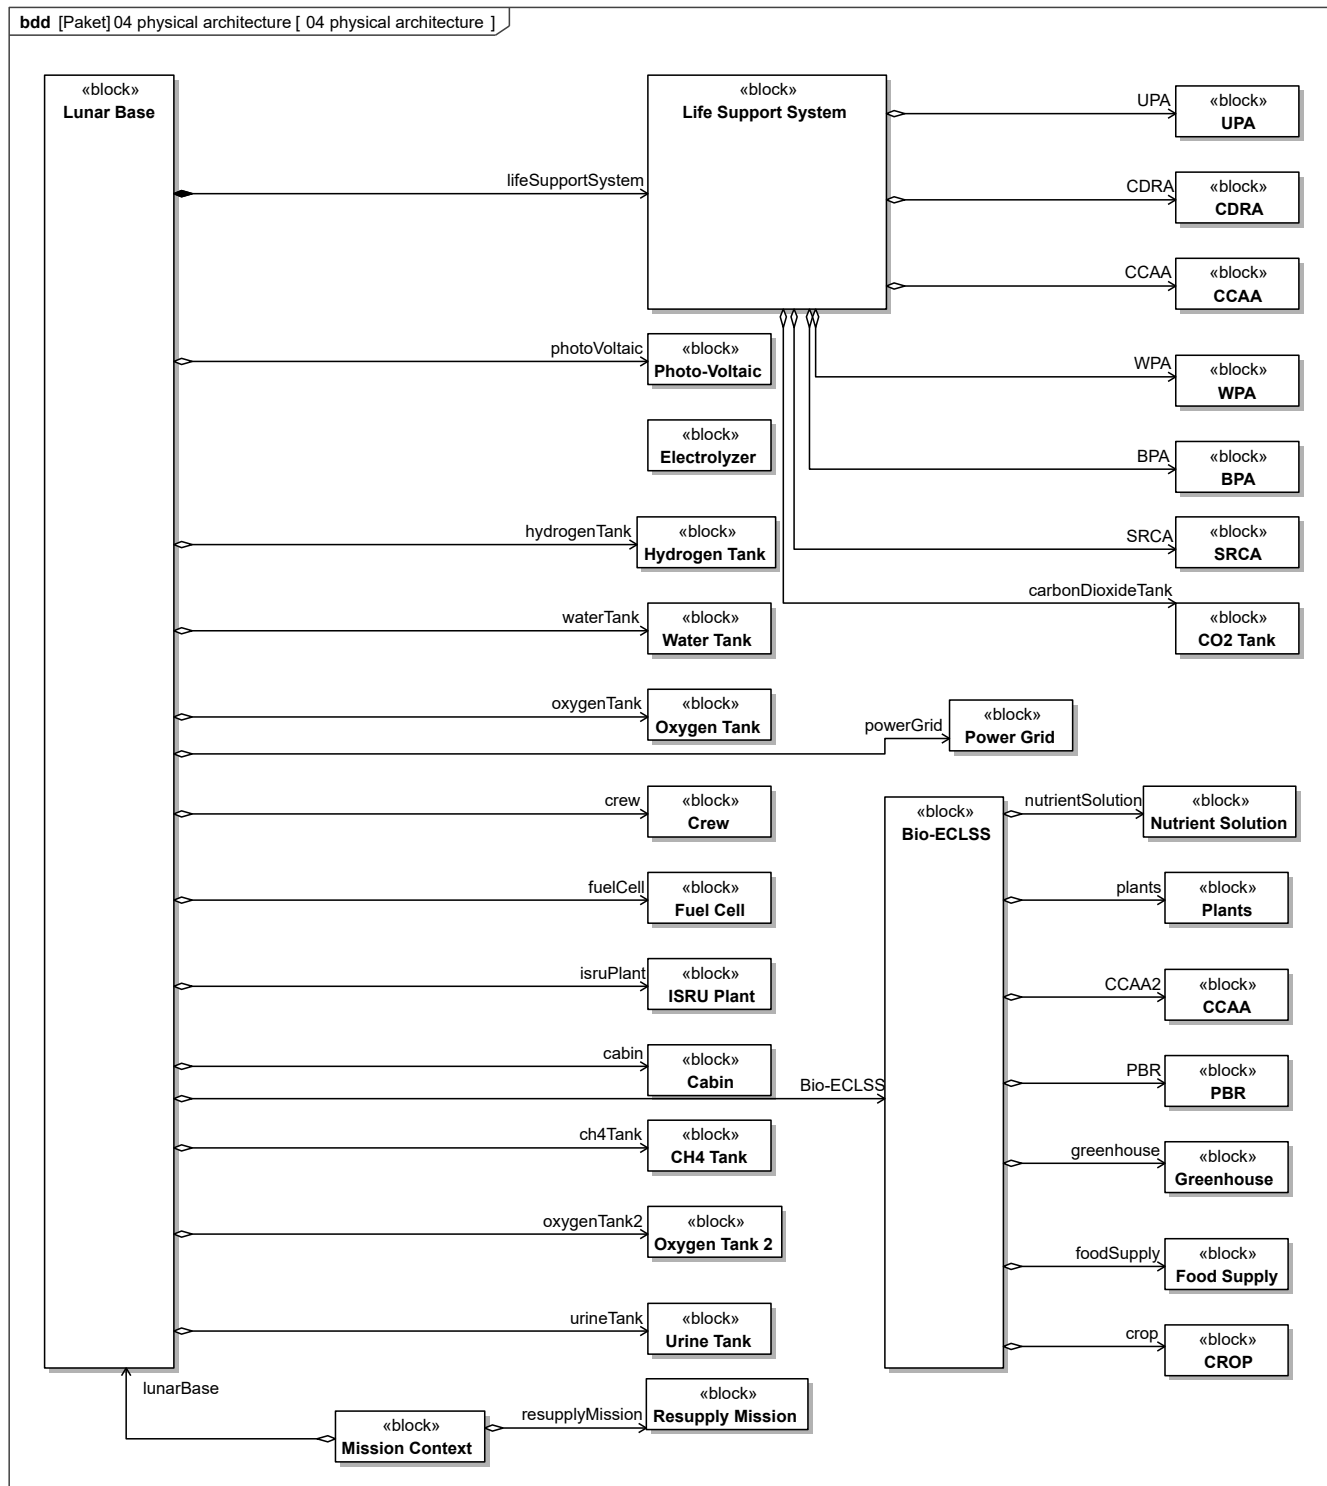 bdd [Paket] 04 physical architecture [ 04 physical architecture ]
«block»
Lunar Base
«block»
Life Support System
UPA
«block»
UPA
lifeSupportSystem
CDRA
«block»
CDRA
CCAA
«block»
CCAA
photoVoltaic
«block»
Photo-Voltaic
WPA
«block»
WPA
«block»
Electrolyzer
BPA
«block»
BPA
hydrogenTank
«block»
Hydrogen Tank
SRCA
«block»
SRCA
carbonDioxideTank
«block»
CO2 Tank
waterTank
«block»
Water Tank
oxygenTank
«block»
Oxygen Tank
powerGrid
«block»
Power Grid
crew
«block»
Crew
«block»
Bio-ECLSS
nutrientSolution
«block»
Nutrient Solution
fuelCell
«block»
Fuel Cell
plants
«block»
Plants
isruPlant
«block»
ISRU Plant
CCAA2
«block»
CCAA
cabin
«block»
Cabin
Bio-ECLSS
PBR
«block»
PBR
ch4Tank
«block»
CH4 Tank
greenhouse
«block»
Greenhouse
oxygenTank2
«block»
Oxygen Tank 2
foodSupply
«block»
Food Supply
urineTank
«block»
Urine Tank
crop
«block»
CROP
lunarBase
«block»
Mission Context
resupplyMission
«block»
Resupply Mission